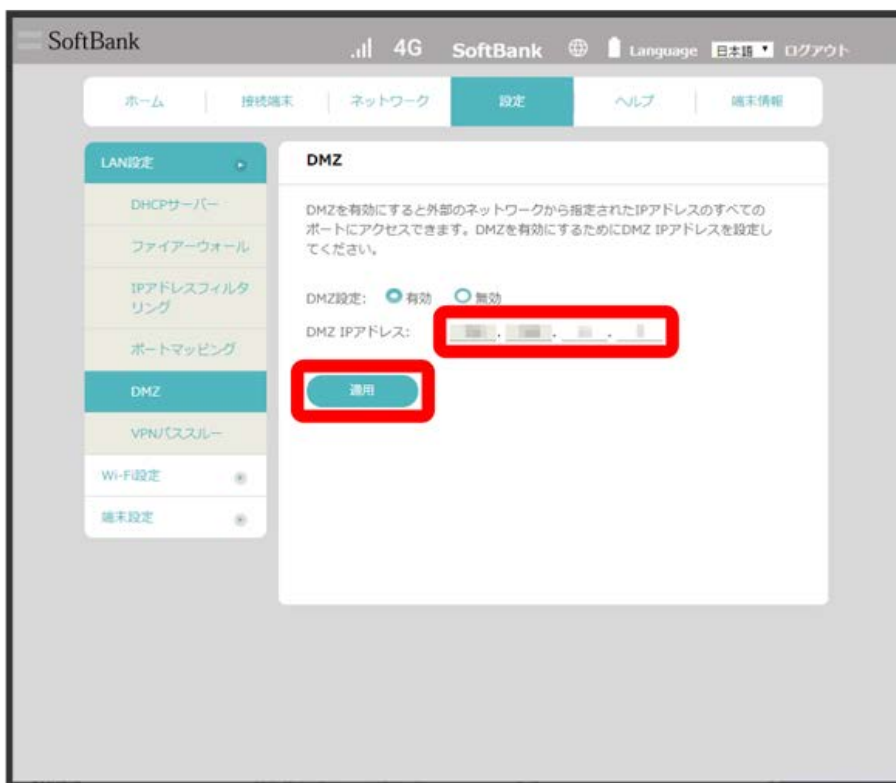 SoftBank
4G SoftBank Language 日本語 ログアウト
ホーム 接続端末 ネットワーク 設定 ヘルプ 端末情報
LAN設定
DHCPサーバー
ファイアーウォール
IPアドレスフィルタ
リング
ポートマッピング
DMZ
VPNパススルー
Wi-Fi設定
端末設定
DMZ
DMZを有効にすると外部のネットワークから指定されたIPアドレスのすべての
ポートにアクセスできます。DMZを有効にするためにDMZ IPアドレスを設定し
てください。
DMZ設定: 有効 無効
DMZ IPアドレス:
適用